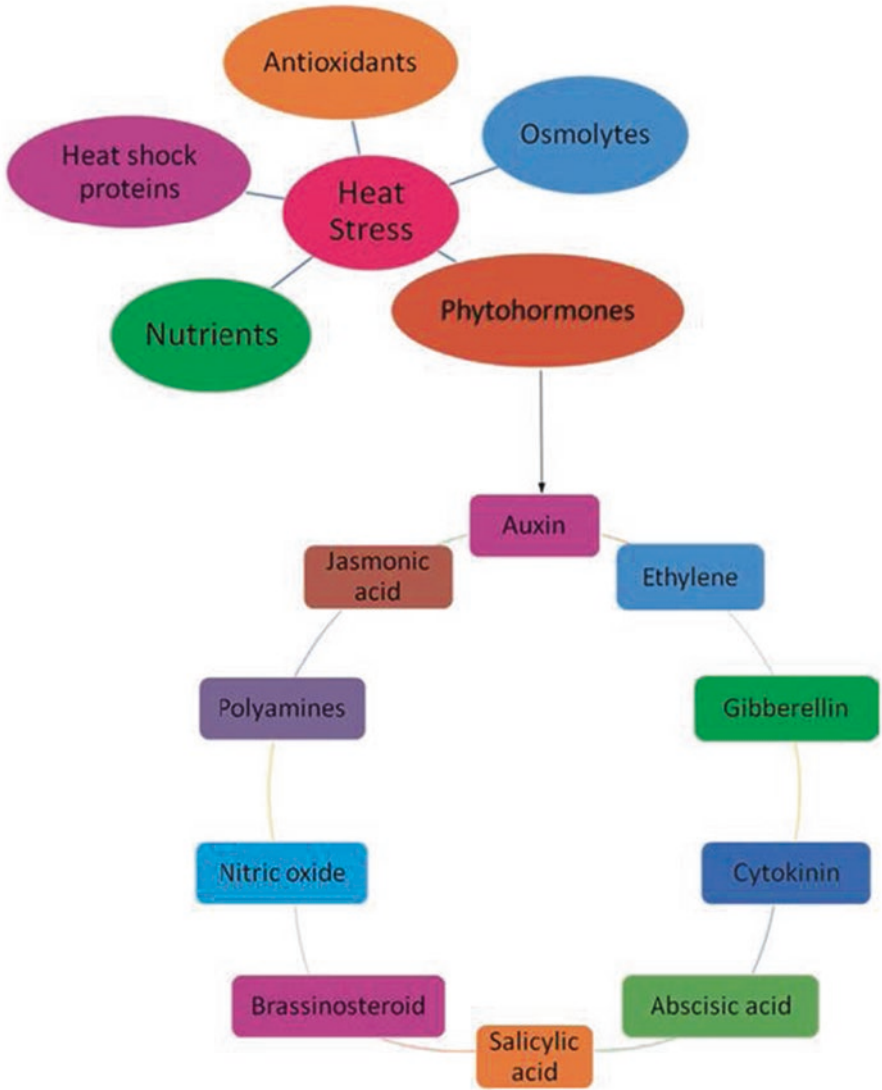 Antioxidants
Osmolytes
Heat shock
proteins
Heat
Stress
Phytohormones
Nutrients
Auxin
Jasmonic
acid
Ethylene
Polyamines
Gibberellin
Nitric oxide
Cytokinin
Brassinosteroid
Abscisic acid
Salicylic
acid